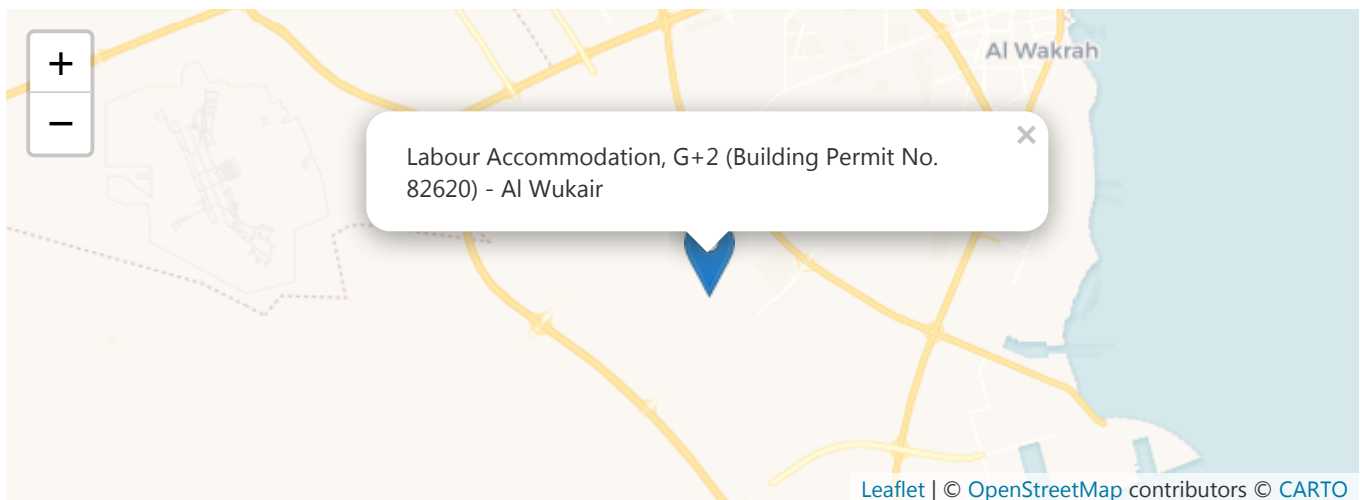 +
−
Al Wakrah
×
Labour Accommodation, G+2 (Building Permit No.
82620) - Al Wukair
Leaflet | © OpenStreetMap contributors © CARTO